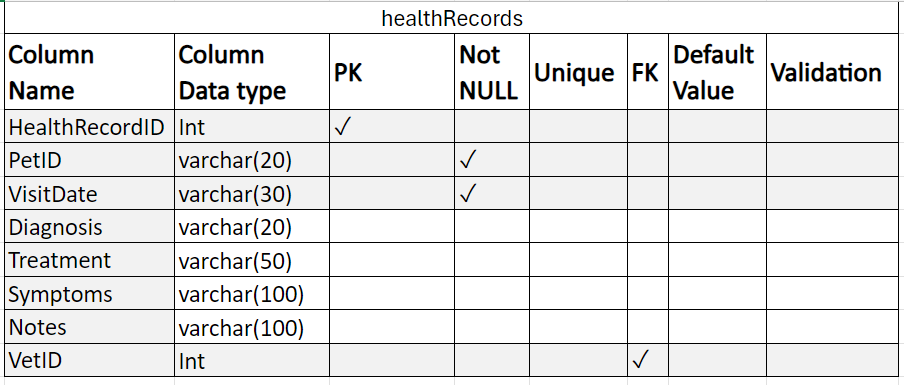 healthRecords
Column Name Column Data type PK Not NULL Unique FK Default Value Validation
HealthRecordID Int ✓
PetID varchar(20) ✓
VisitDate varchar(30) ✓
Diagnosis varchar(20)
Treatment varchar(50)
Symptoms varchar(100)
Notes varchar(100)
VetID Int ✓